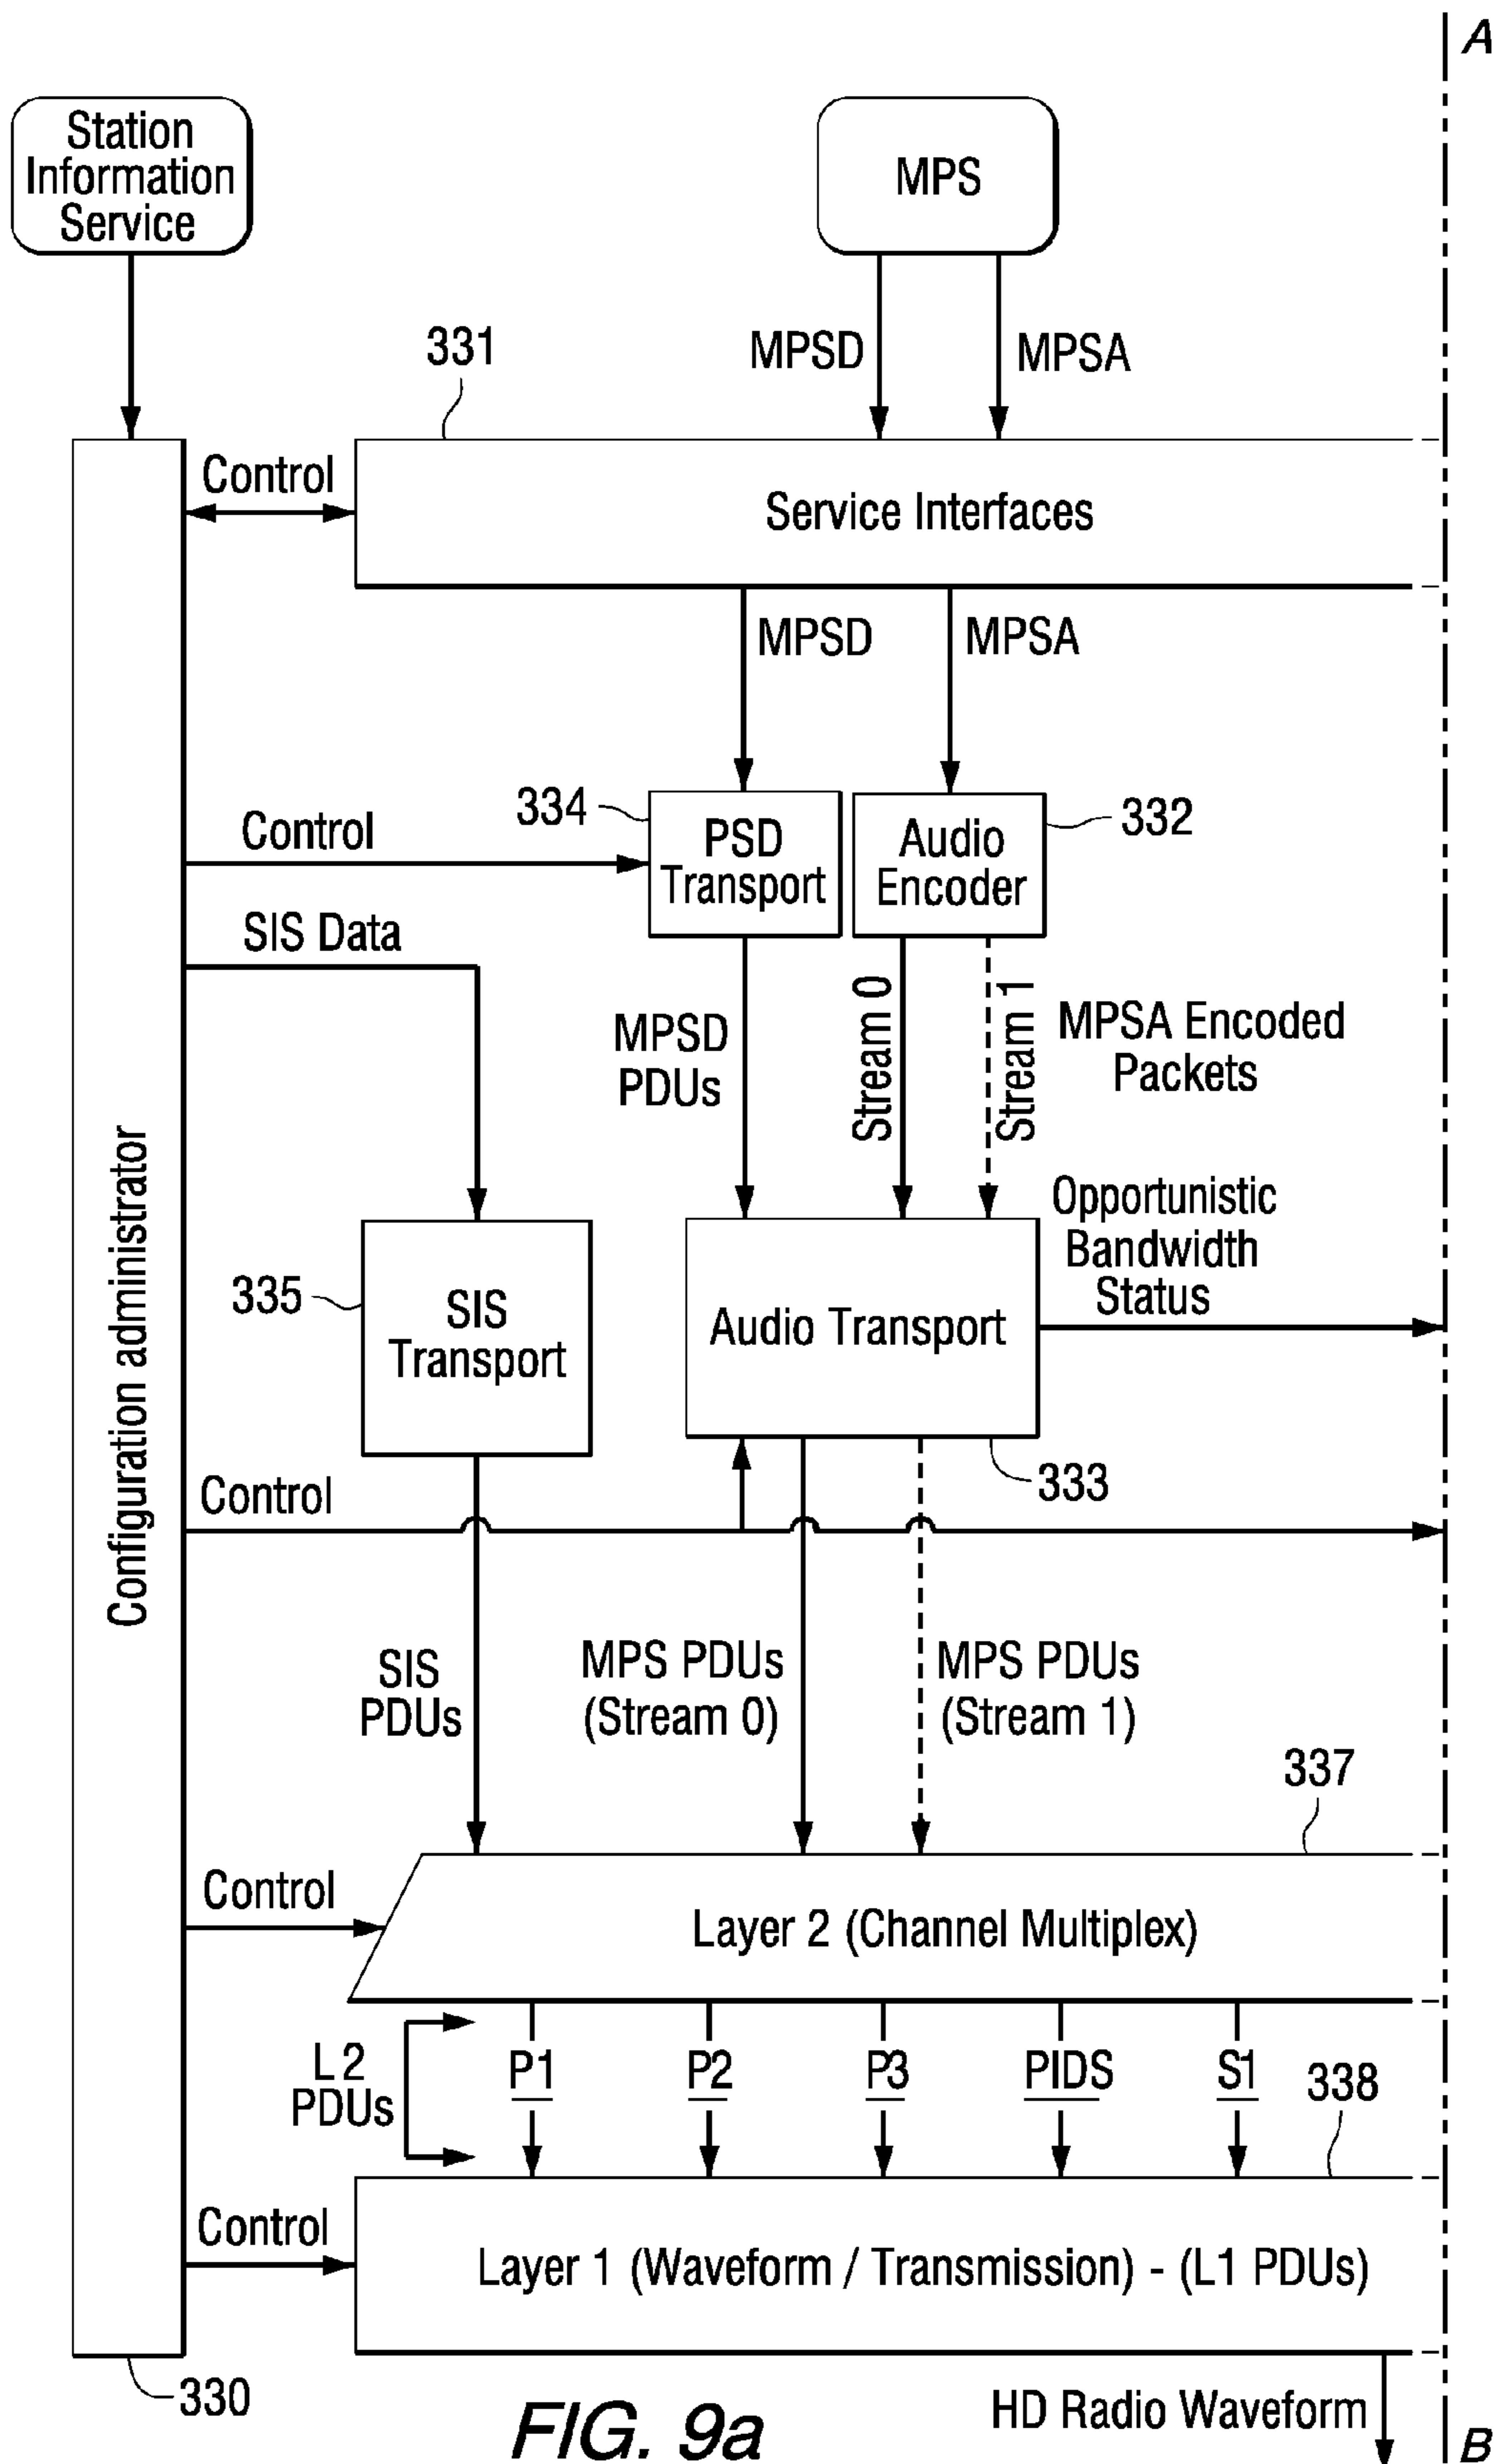 A
Station
Information
Service
MPS
MPSD
MPSA
331
Control
Service Interfaces
MPSD
MPSA
334
PSD
Transport
Audio
Encoder
332
Control
SIS Data
MPSD
PDUs
Stream 0
Stream 1
MPSA Encoded
Packets
Configuration administrator
Opportunistic
Bandwidth
Status
335
SIS
Transport
Audio Transport
333
Control
SIS
PDUs
MPS PDUs
(Stream 0)
MPS PDUs
(Stream 1)
337
Control
Layer 2 (Channel Multiplex)
L2
PDUs
P1
P2
P3
PIDS
S1
338
Control
Layer 1 (Waveform / Transmission) - (L1 PDUs)
330
HD Radio Waveform
FIG. 9a
B